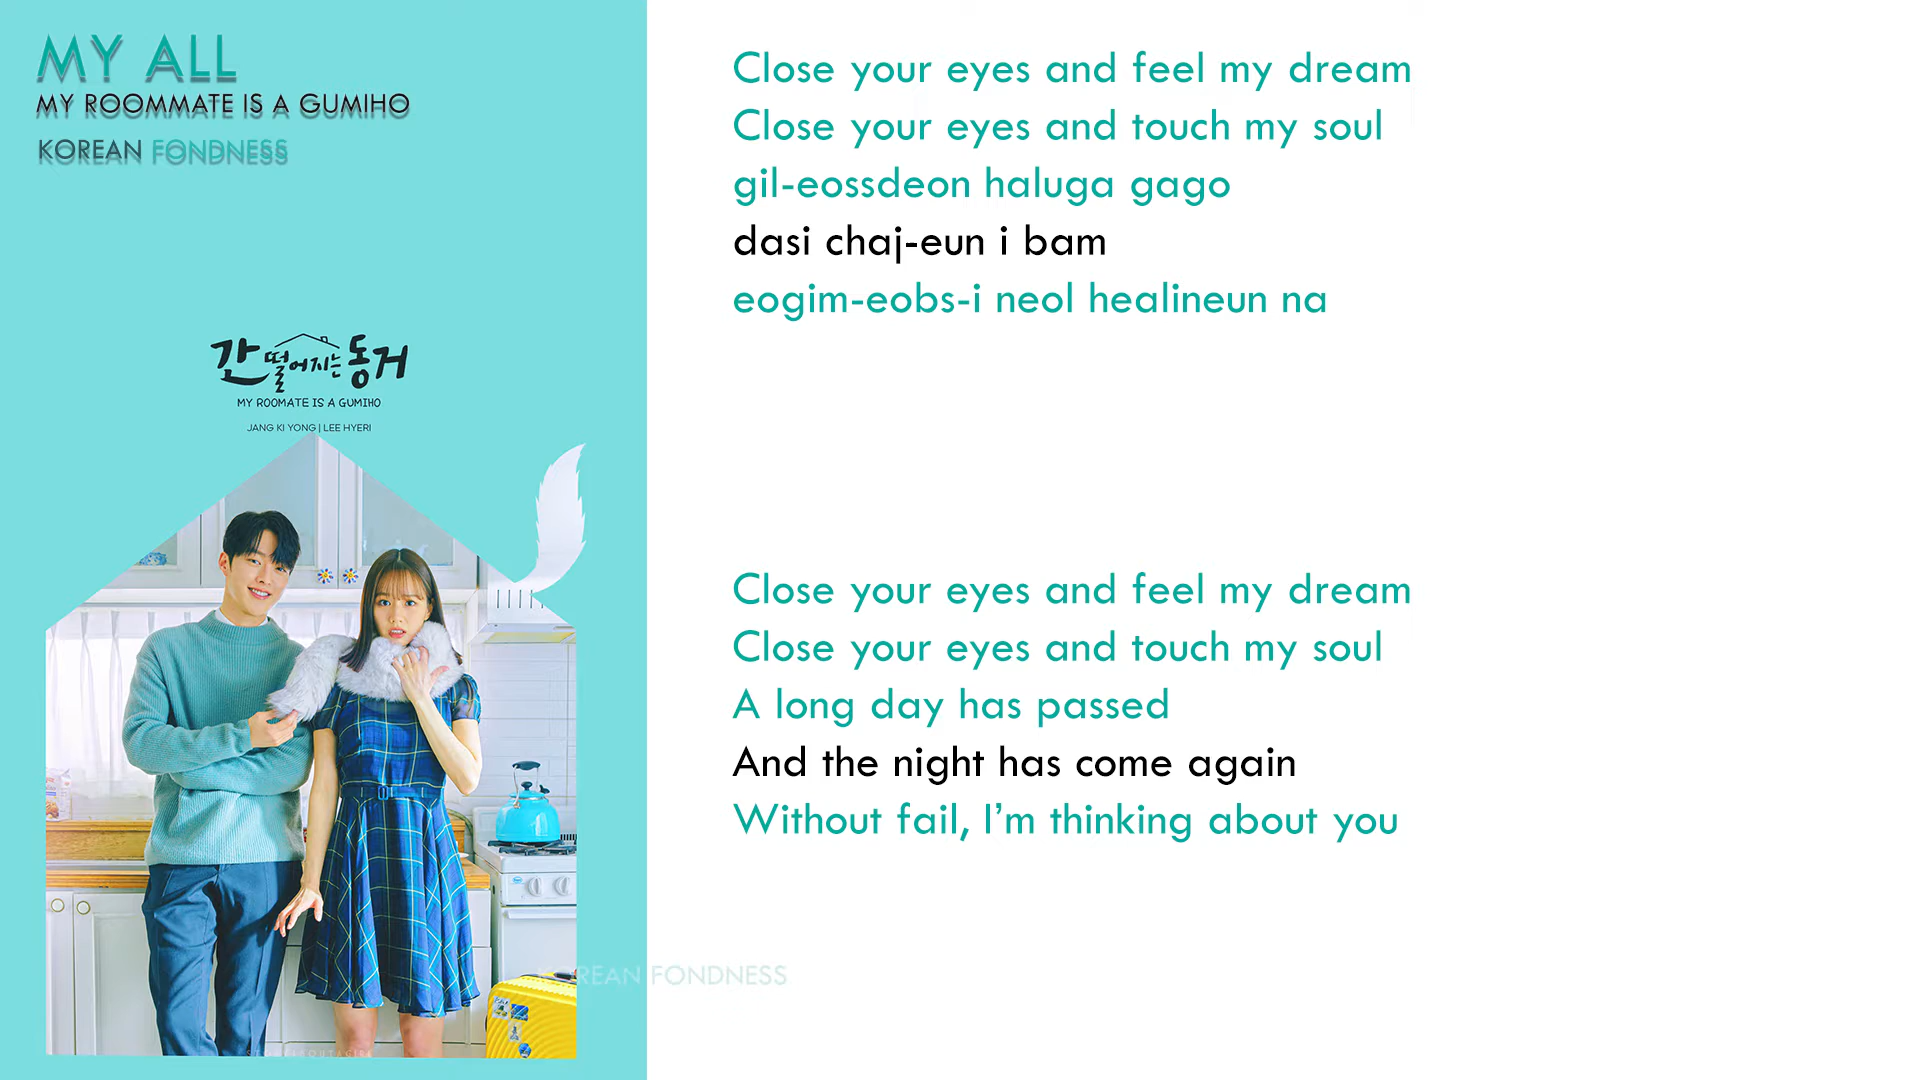 MY ALL
MY ROOMMATE IS A GUMIHO
KOREAN FONDNESS
간 떨어지는 동거
MY ROOMATE IS A GUMIHO
JANG KI YONG | LEE HYERI
Close your eyes and feel my dream
Close your eyes and touch my soul
gil-eossdeon haluga gago
dasi chaj-eun i bam
eogim-eobs-i neol healineun na
Close your eyes and feel my dream
Close your eyes and touch my soul
A long day has passed
And the night has come again
Without fail, I'm thinking about you
KOREAN FONDNESS